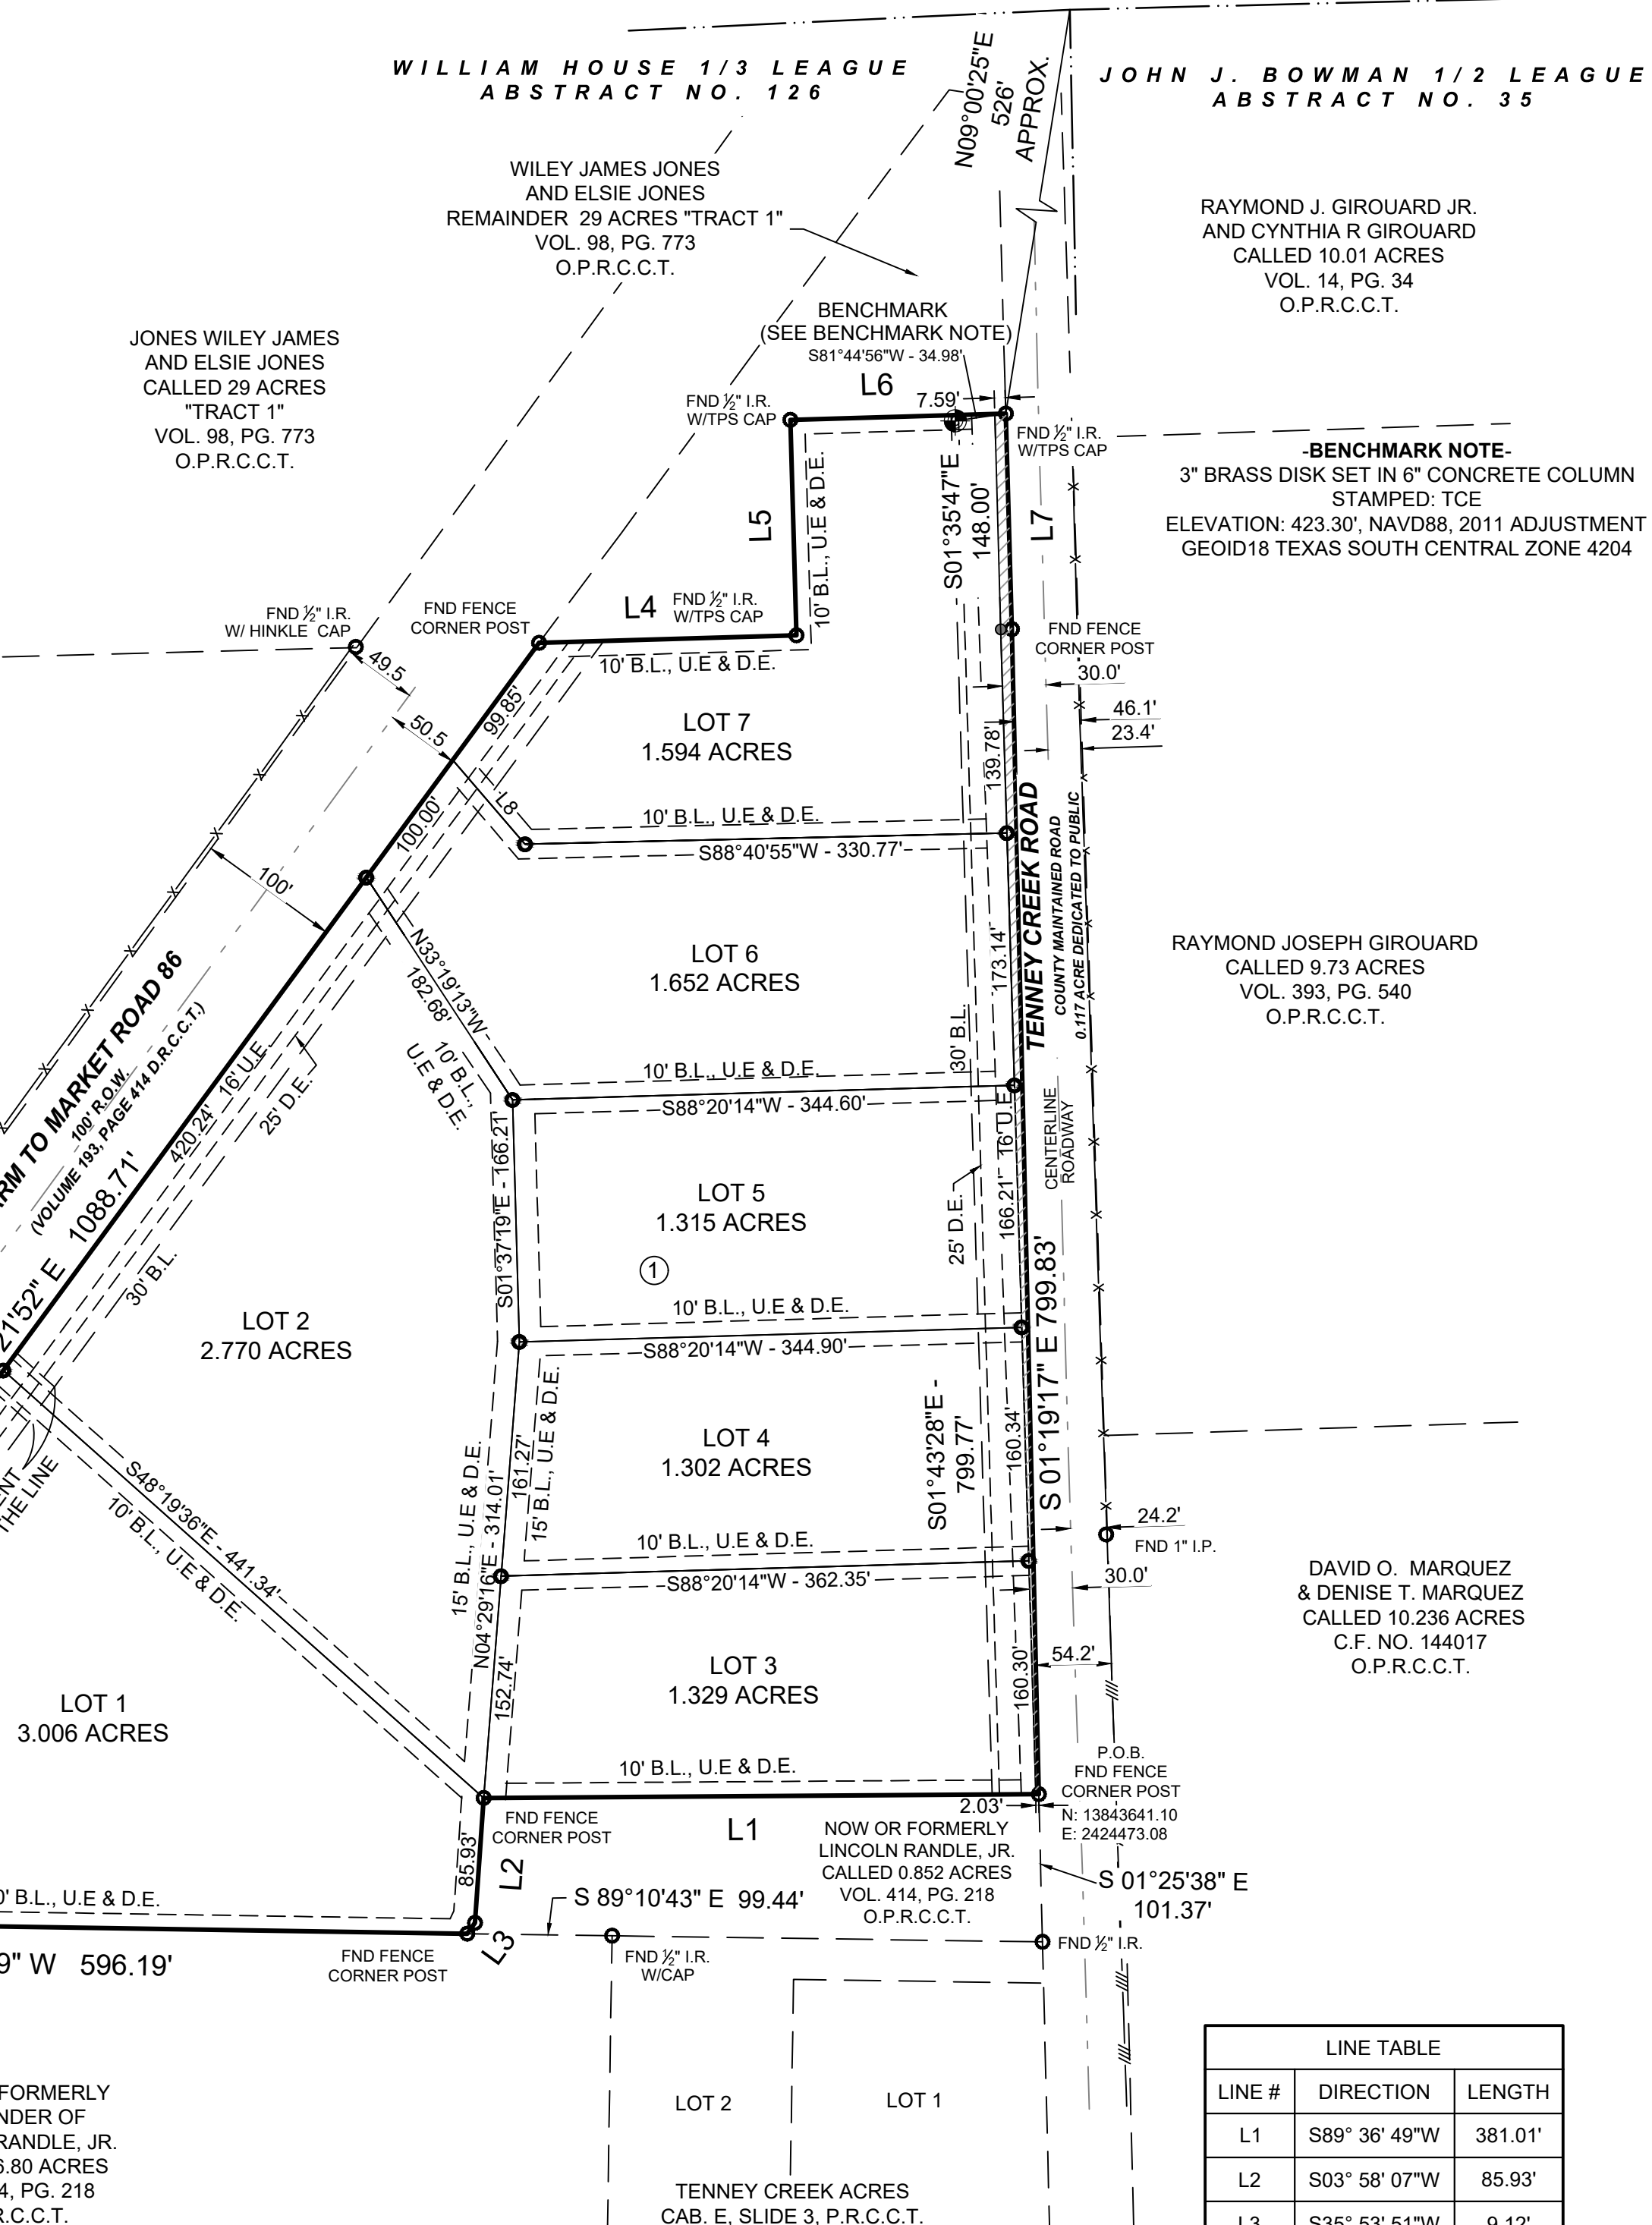 WILLIAM HOUSE 1/3 LEAGUE
ABSTRACT NO. 126
N09°00'25"E
526'
APPROX.
JOHN J. BOWMAN 1/2 LEAGUE
ABSTRACT NO. 35
WILEY JAMES JONES
AND ELSIE JONES
REMAINDER 29 ACRES "TRACT 1"
VOL. 98, PG. 773
O.P.R.C.C.T.
RAYMOND J. GIROUARD JR.
AND CYNTHIA R GIROUARD
CALLED 10.01 ACRES
VOL. 14, PG. 34
O.P.R.C.C.T.
JONES WILEY JAMES
AND ELSIE JONES
CALLED 29 ACRES
"TRACT 1"
VOL. 98, PG. 773
O.P.R.C.C.T.
BENCHMARK
(SEE BENCHMARK NOTE)
S81°44'56"W - 34.98'
L6
7.59'
FND ½" I.R.
W/TPS CAP
FND ½" I.R.
W/TPS CAP
-BENCHMARK NOTE-
3" BRASS DISK SET IN 6" CONCRETE COLUMN
STAMPED: TCE
ELEVATION: 423.30', NAVD88, 2011 ADJUSTMENT
GEOID18 TEXAS SOUTH CENTRAL ZONE 4204
L5
10' B.L., U.E & D.E.
S01°35'47"E
148.00'
L7
FND ½" I.R.
W/ HINKLE CAP
FND FENCE
CORNER POST
L4
FND ½" I.R.
W/TPS CAP
10' B.L., U.E & D.E.
FND FENCE
CORNER POST
30.0'
46.1'
23.4'
49.5
50.5
99.85'
LOT 7
1.594 ACRES
139.78'
L8
100.00'
10' B.L., U.E & D.E.
S88°40'55"W - 330.77'
100'
TENNEY CREEK ROAD
COUNTY MAINTAINED ROAD
0.117 ACRE DEDICATED TO PUBLIC
N33°19'13"W
182.68'
LOT 6
1.652 ACRES
173.14'
RAYMOND JOSEPH GIROUARD
CALLED 9.73 ACRES
VOL. 393, PG. 540
O.P.R.C.C.T.
RM TO MARKET ROAD 86
100' R.O.W.
(VOLUME 193, PAGE 414 D.R.C.C.T.)
21'52" E 1088.71'
420.24'
16' U.E.
25' D.E.
30' B.L.
10' B.L.,
U.E & D.E.
10' B.L., U.E & D.E.
S88°20'14"W - 344.60'
30' B.L.
16' U.E.
CENTERLINE
ROADWAY
S01°37'19"E - 166.21'
LOT 5
1.315 ACRES
1
166.21'
25' D.E.
10' B.L., U.E & D.E.
S88°20'14"W - 344.90'
LOT 2
2.770 ACRES
S 01°19'17" E 799.83'
S01°43'28"E -
799.77'
15' B.L., U.E & D.E.
161.27'
15' B.L., U.E & D.E.
N04°29'16"E - 314.01'
LOT 4
1.302 ACRES
160.34'
ENT
THE LINE
S48°19'36"E - 441.34'
10' B.L., U.E & D.E.
10' B.L., U.E & D.E.
S88°20'14"W - 362.35'
24.2'
FND 1" I.P.
30.0'
DAVID O. MARQUEZ
& DENISE T. MARQUEZ
CALLED 10.236 ACRES
C.F. NO. 144017
O.P.R.C.C.T.
54.2'
LOT 3
1.329 ACRES
152.74'
160.30'
LOT 1
3.006 ACRES
10' B.L., U.E & D.E.
P.O.B.
FND FENCE
CORNER POST
N: 13843641.10
E: 2424473.08
2.03'
FND FENCE
CORNER POST
L1
NOW OR FORMERLY
LINCOLN RANDLE, JR.
CALLED 0.852 ACRES
VOL. 414, PG. 218
O.P.R.C.C.T.
85.93'
L2
0' B.L., U.E & D.E.
S 89°10'43" E 99.44'
S 01°25'38" E
101.37'
L3
9" W 596.19'
FND FENCE
CORNER POST
FND ½" I.R.
W/CAP
FND ½" I.R.
FORMERLY
NDER OF
RANDLE, JR.
6.80 ACRES
4, PG. 218
R.C.C.T.
LOT 2
LOT 1
TENNEY CREEK ACRES
CAB. E, SLIDE 3, P.R.C.C.T.
LINE TABLE
LINE # DIRECTION LENGTH
L1 S89° 36' 49"W 381.01'
L2 S03° 58' 07"W 85.93'
L3 S35° 53' 51"W 9.12'